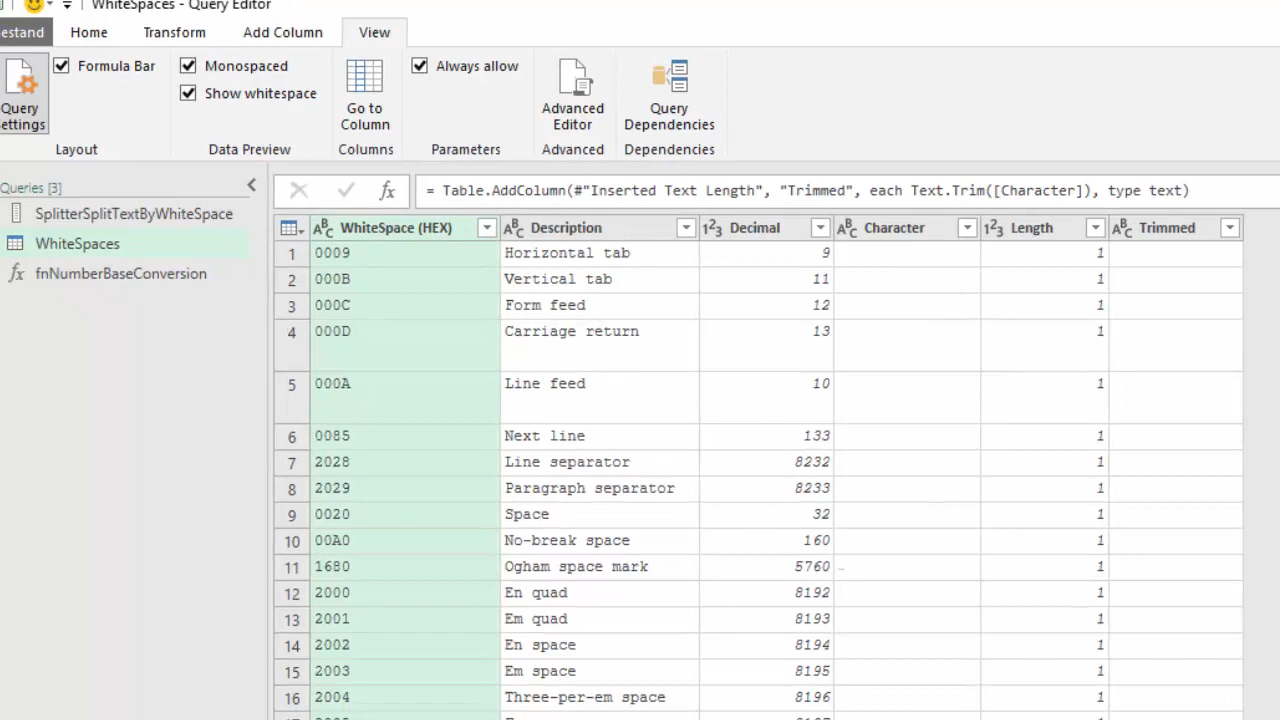 WhiteSpaces - Query Editor
estand Home Transform Add Column View
Query
ettings
Formula Bar
Layout
Monospaced
Show whitespace
Data Preview
Go to
Column
Columns
Always allow
Parameters
Advanced
Editor
Advanced
Query
Dependencies
Dependencies
Queries [3]
SplitterSplitTextByWhiteSpace
WhiteSpaces
fx fnNumberBaseConversion
fx = Table.AddColumn(#"Inserted Text Length", "Trimmed", each Text.Trim([Character]), type text)
ABC WhiteSpace (HEX) ABC Description 123 Decimal ABC Character 123 Length ABC Trimmed
1 0009 Horizontal tab 9 1
2 000B Vertical tab 11 1
3 000C Form feed 12 1
4 000D Carriage return 13 1
5 000A Line feed 10 1
6 0085 Next line 133 1
7 2028 Line separator 8232 1
8 2029 Paragraph separator 8233 1
9 0020 Space 32 1
10 00A0 No-break space 160 1
11 1680 Ogham space mark 5760 1
12 2000 En quad 8192 1
13 2001 Em quad 8193 1
14 2002 En space 8194 1
15 2003 Em space 8195 1
16 2004 Three-per-em space 8196 1